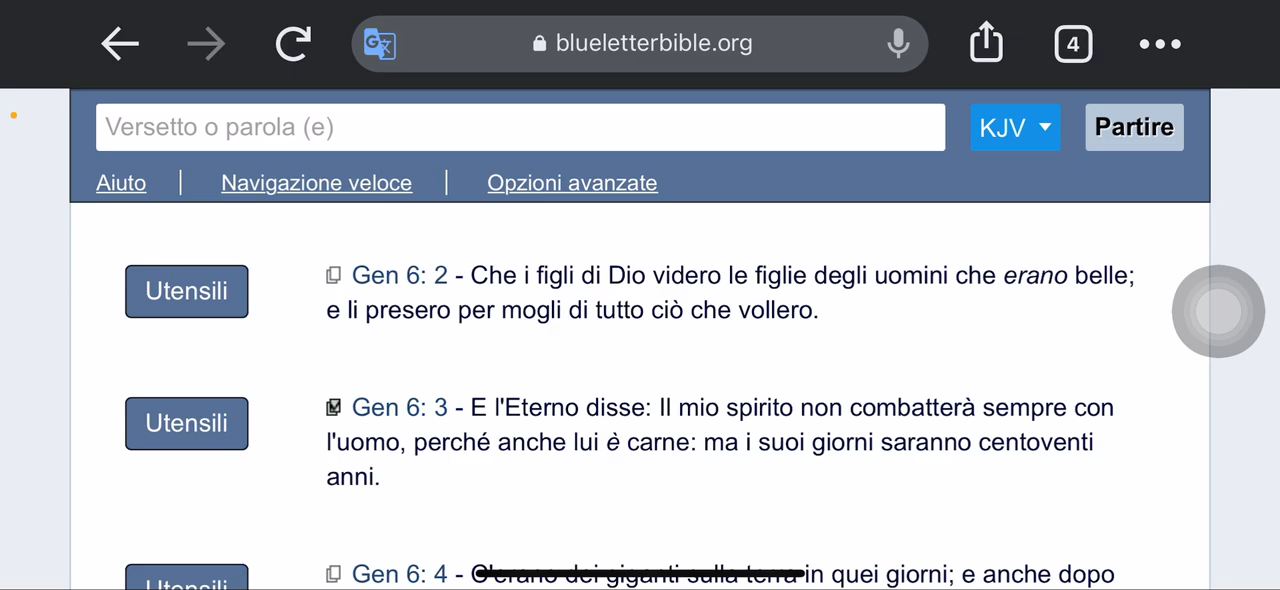 blueletterbible.org
4
Versetto o parola (e)
KJV
Partire
Aiuto
Navigazione veloce
Opzioni avanzate
Utensili
Gen 6: 2 - Che i figli di Dio videro le figlie degli uomini che erano belle;
e li presero per mogli di tutto ciò che vollero.
Utensili
Gen 6: 3 - E l'Eterno disse: Il mio spirito non combatterà sempre con
l'uomo, perché anche lui è carne: ma i suoi giorni saranno centoventi
anni.
Utensili
Gen 6: 4 - C'erano dei giganti sulla terra in quei giorni; e anche dopo